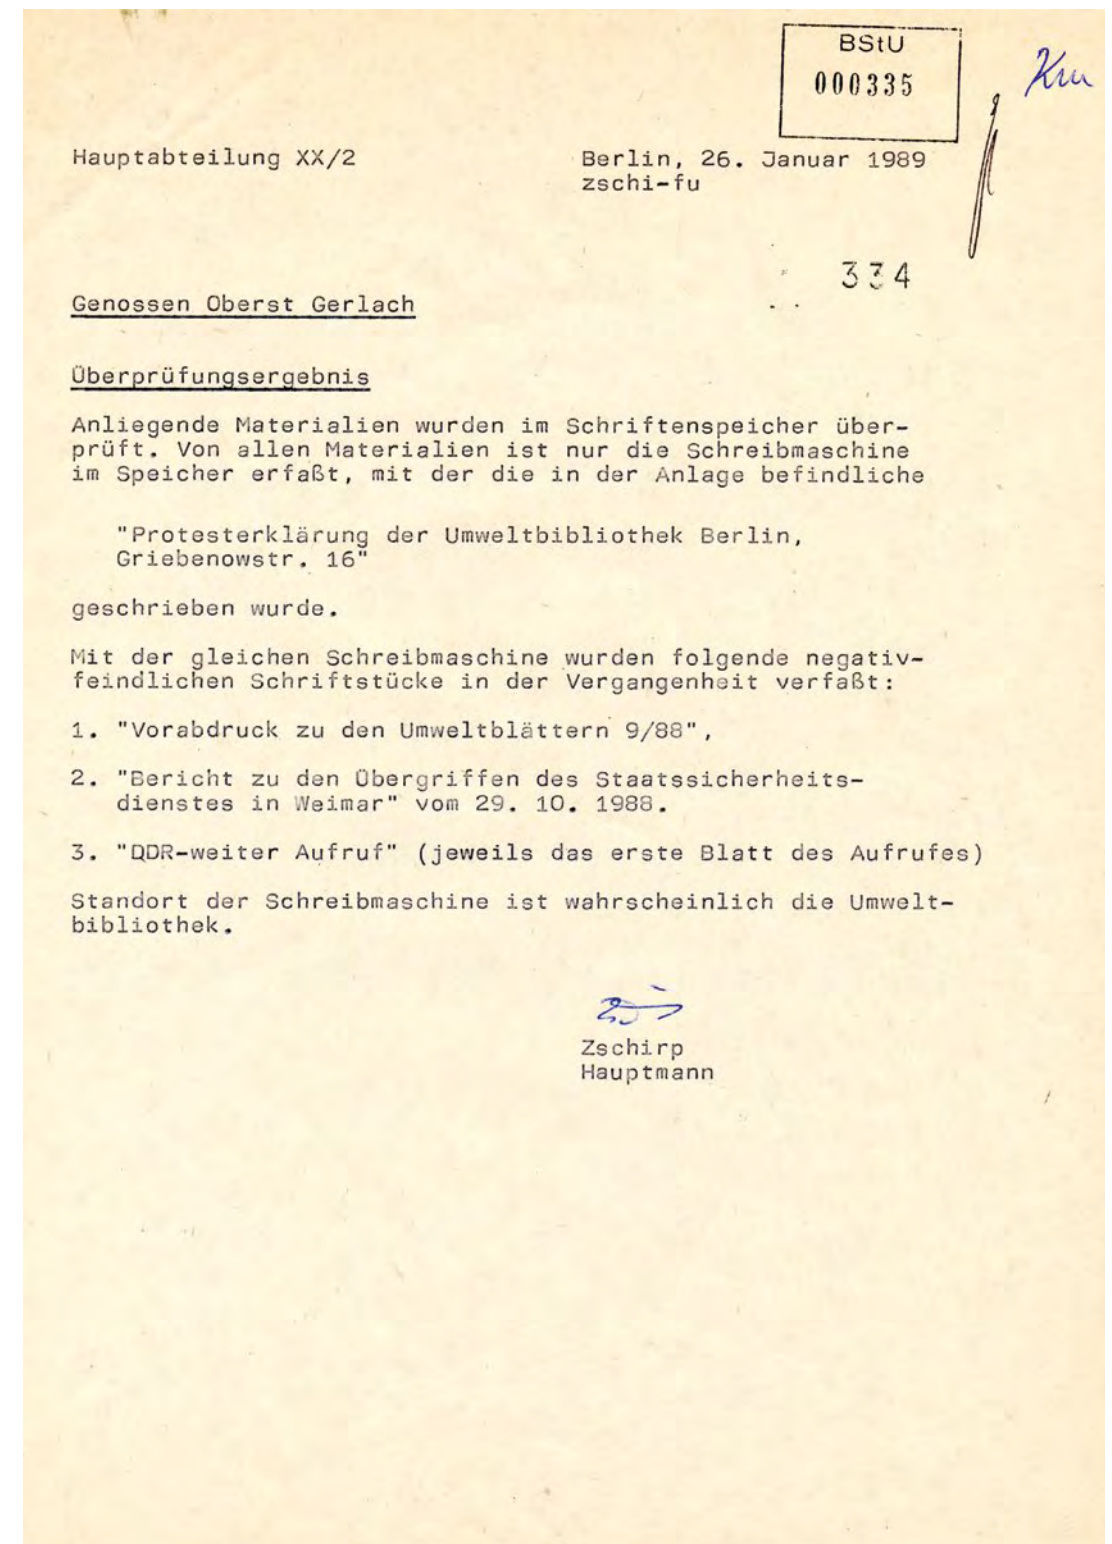 BStU
000335
Km
Hauptabteilung XX/2
Berlin, 26. Januar 1989
zschi-fu
334
Genossen Oberst Gerlach
Überprüfungsergebnis
Anliegende Materialien wurden im Schriftenspeicher über-
prüft. Von allen Materialien ist nur die Schreibmaschine
im Speicher erfaßt, mit der die in der Anlage befindliche
"Protesterklärung der Umweltbibliothek Berlin,
Griebenowstr. 16"
geschrieben wurde.
Mit der gleichen Schreibmaschine wurden folgende negativ-
feindlichen Schriftstücke in der Vergangenheit verfaßt:
1. "Vorabdruck zu den Umweltblättern 9/88",
2. "Bericht zu den Übergriffen des Staatssicherheits-
dienstes in Weimar" vom 29. 10. 1988.
3. "DDR-weiter Aufruf" (jeweils das erste Blatt des Aufrufes)
Standort der Schreibmaschine ist wahrscheinlich die Umwelt-
bibliothek.
Zschirp
Hauptmann